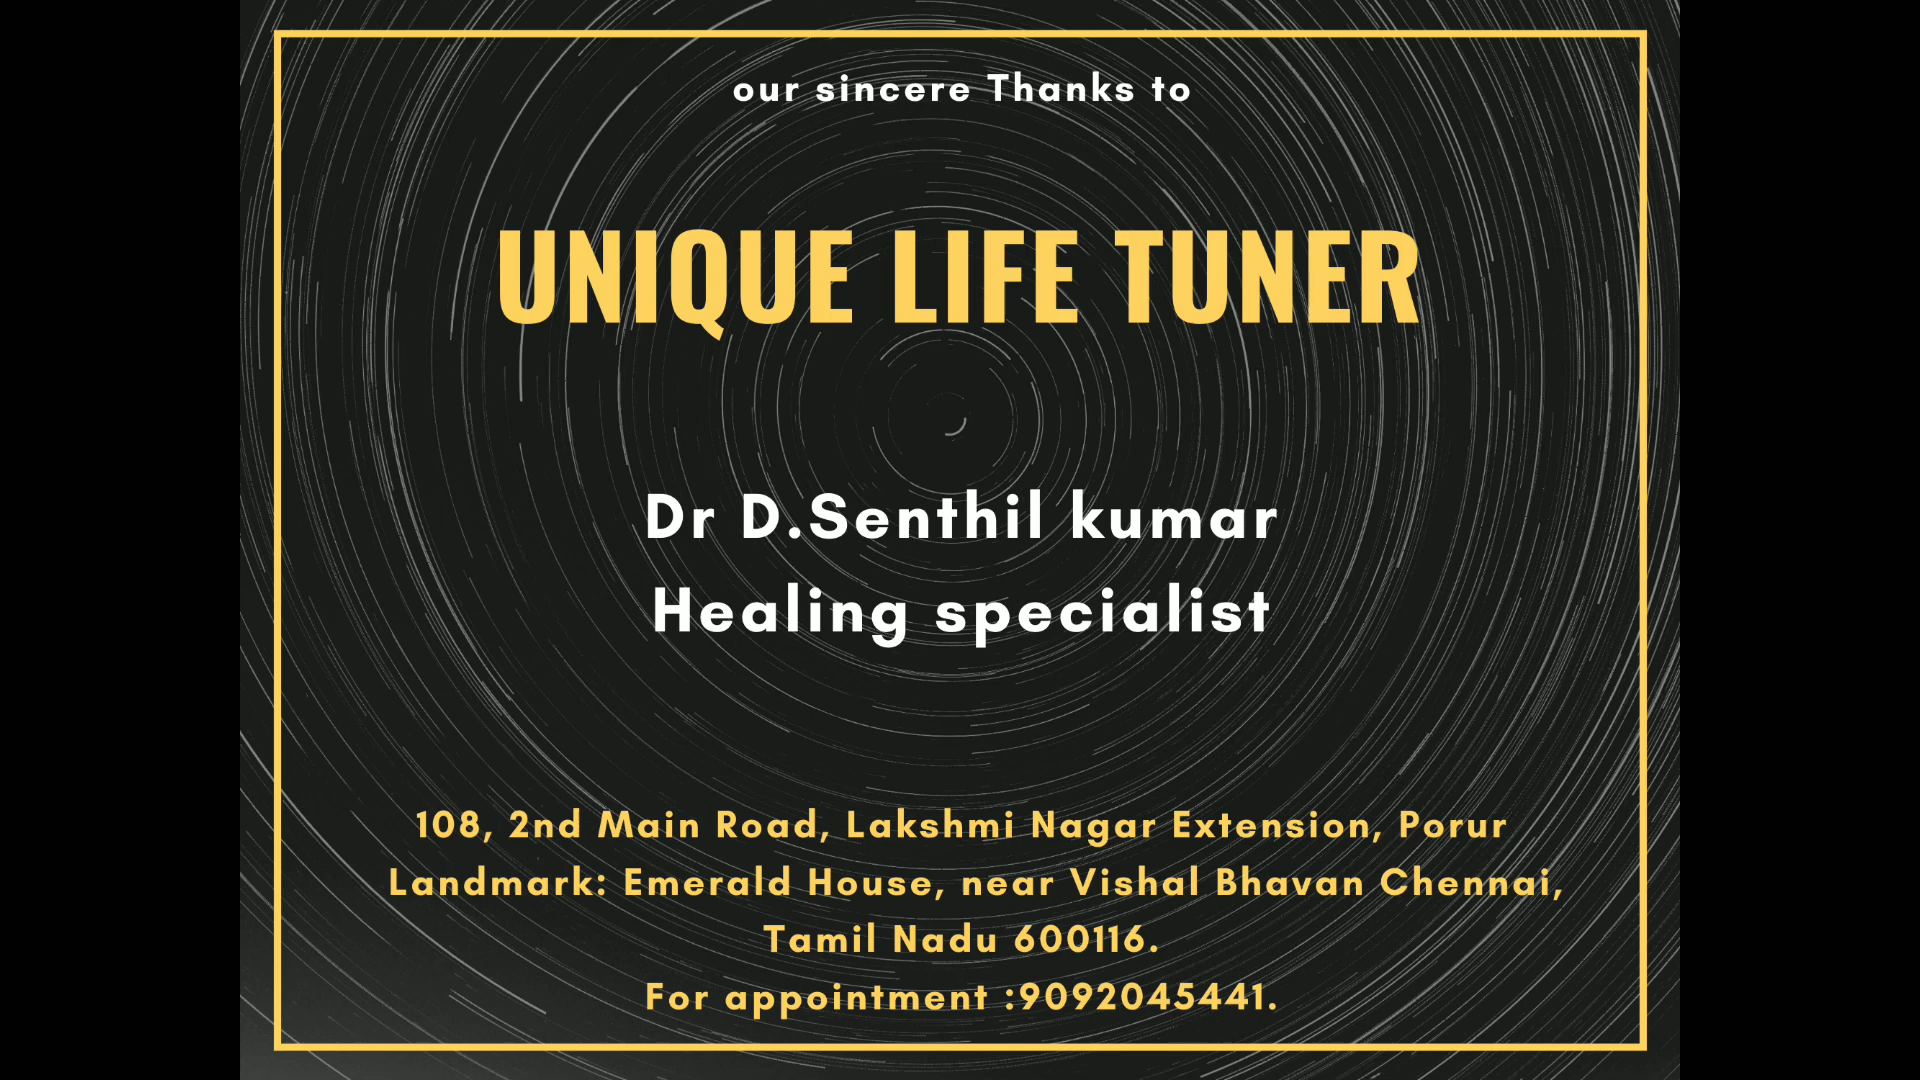 our sincere Thanks to
UNIQUE LIFE TUNER
Dr D.Senthil kumar
Healing specialist
108, 2nd Main Road, Lakshmi Nagar Extension, Porur
Landmark: Emerald House, near Vishal Bhavan Chennai,
Tamil Nadu 600116.
For appointment :9092045441.